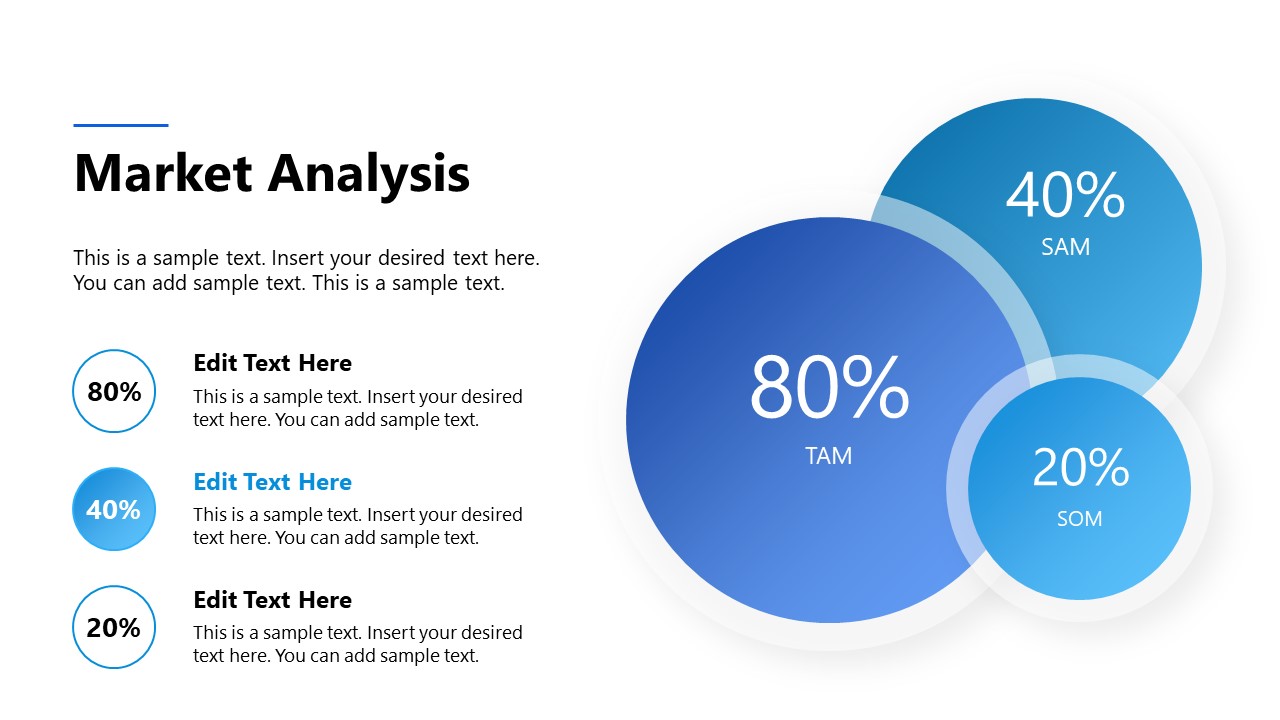 Market Analysis
This is a sample text. Insert your desired text here.
You can add sample text. This is a sample text.
80%
Edit Text Here
This is a sample text. Insert your desired
text here. You can add sample text.
40%
Edit Text Here
This is a sample text. Insert your desired
text here. You can add sample text.
20%
Edit Text Here
This is a sample text. Insert your desired
text here. You can add sample text.
40%
SAM
80%
TAM
20%
SOM